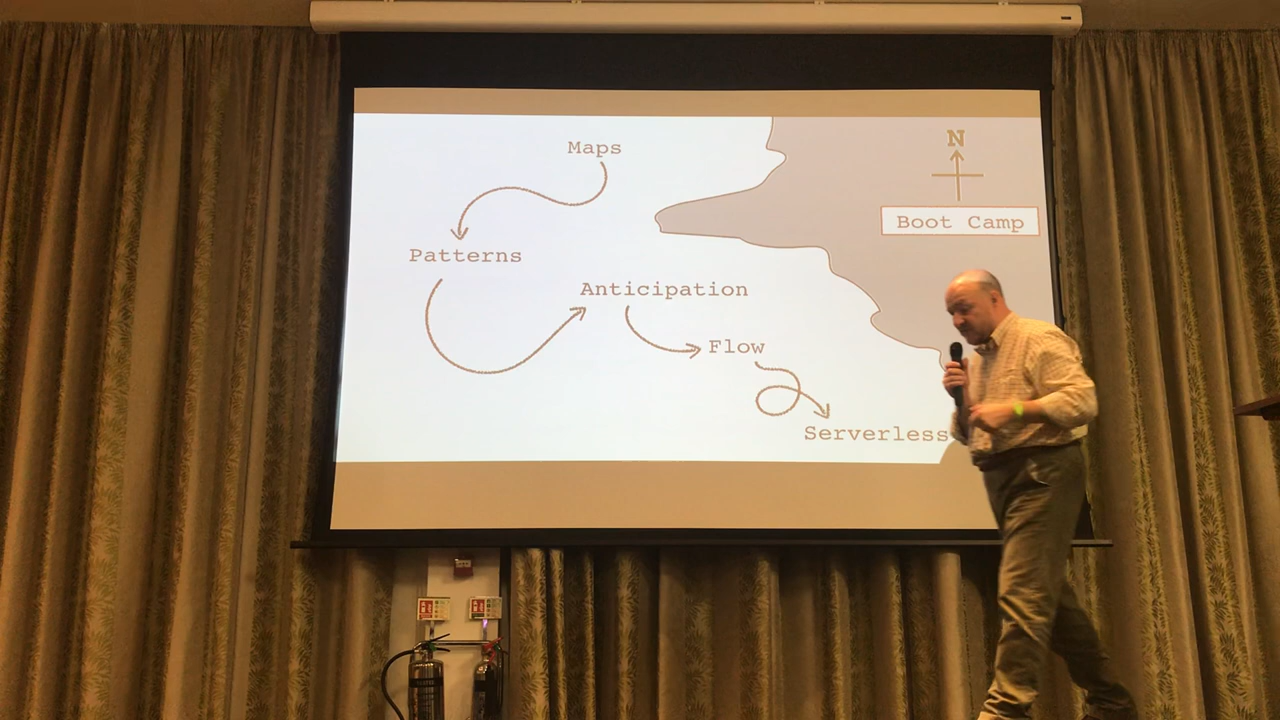 Maps
N
Boot Camp
Patterns
Anticipation
Flow
Serverless